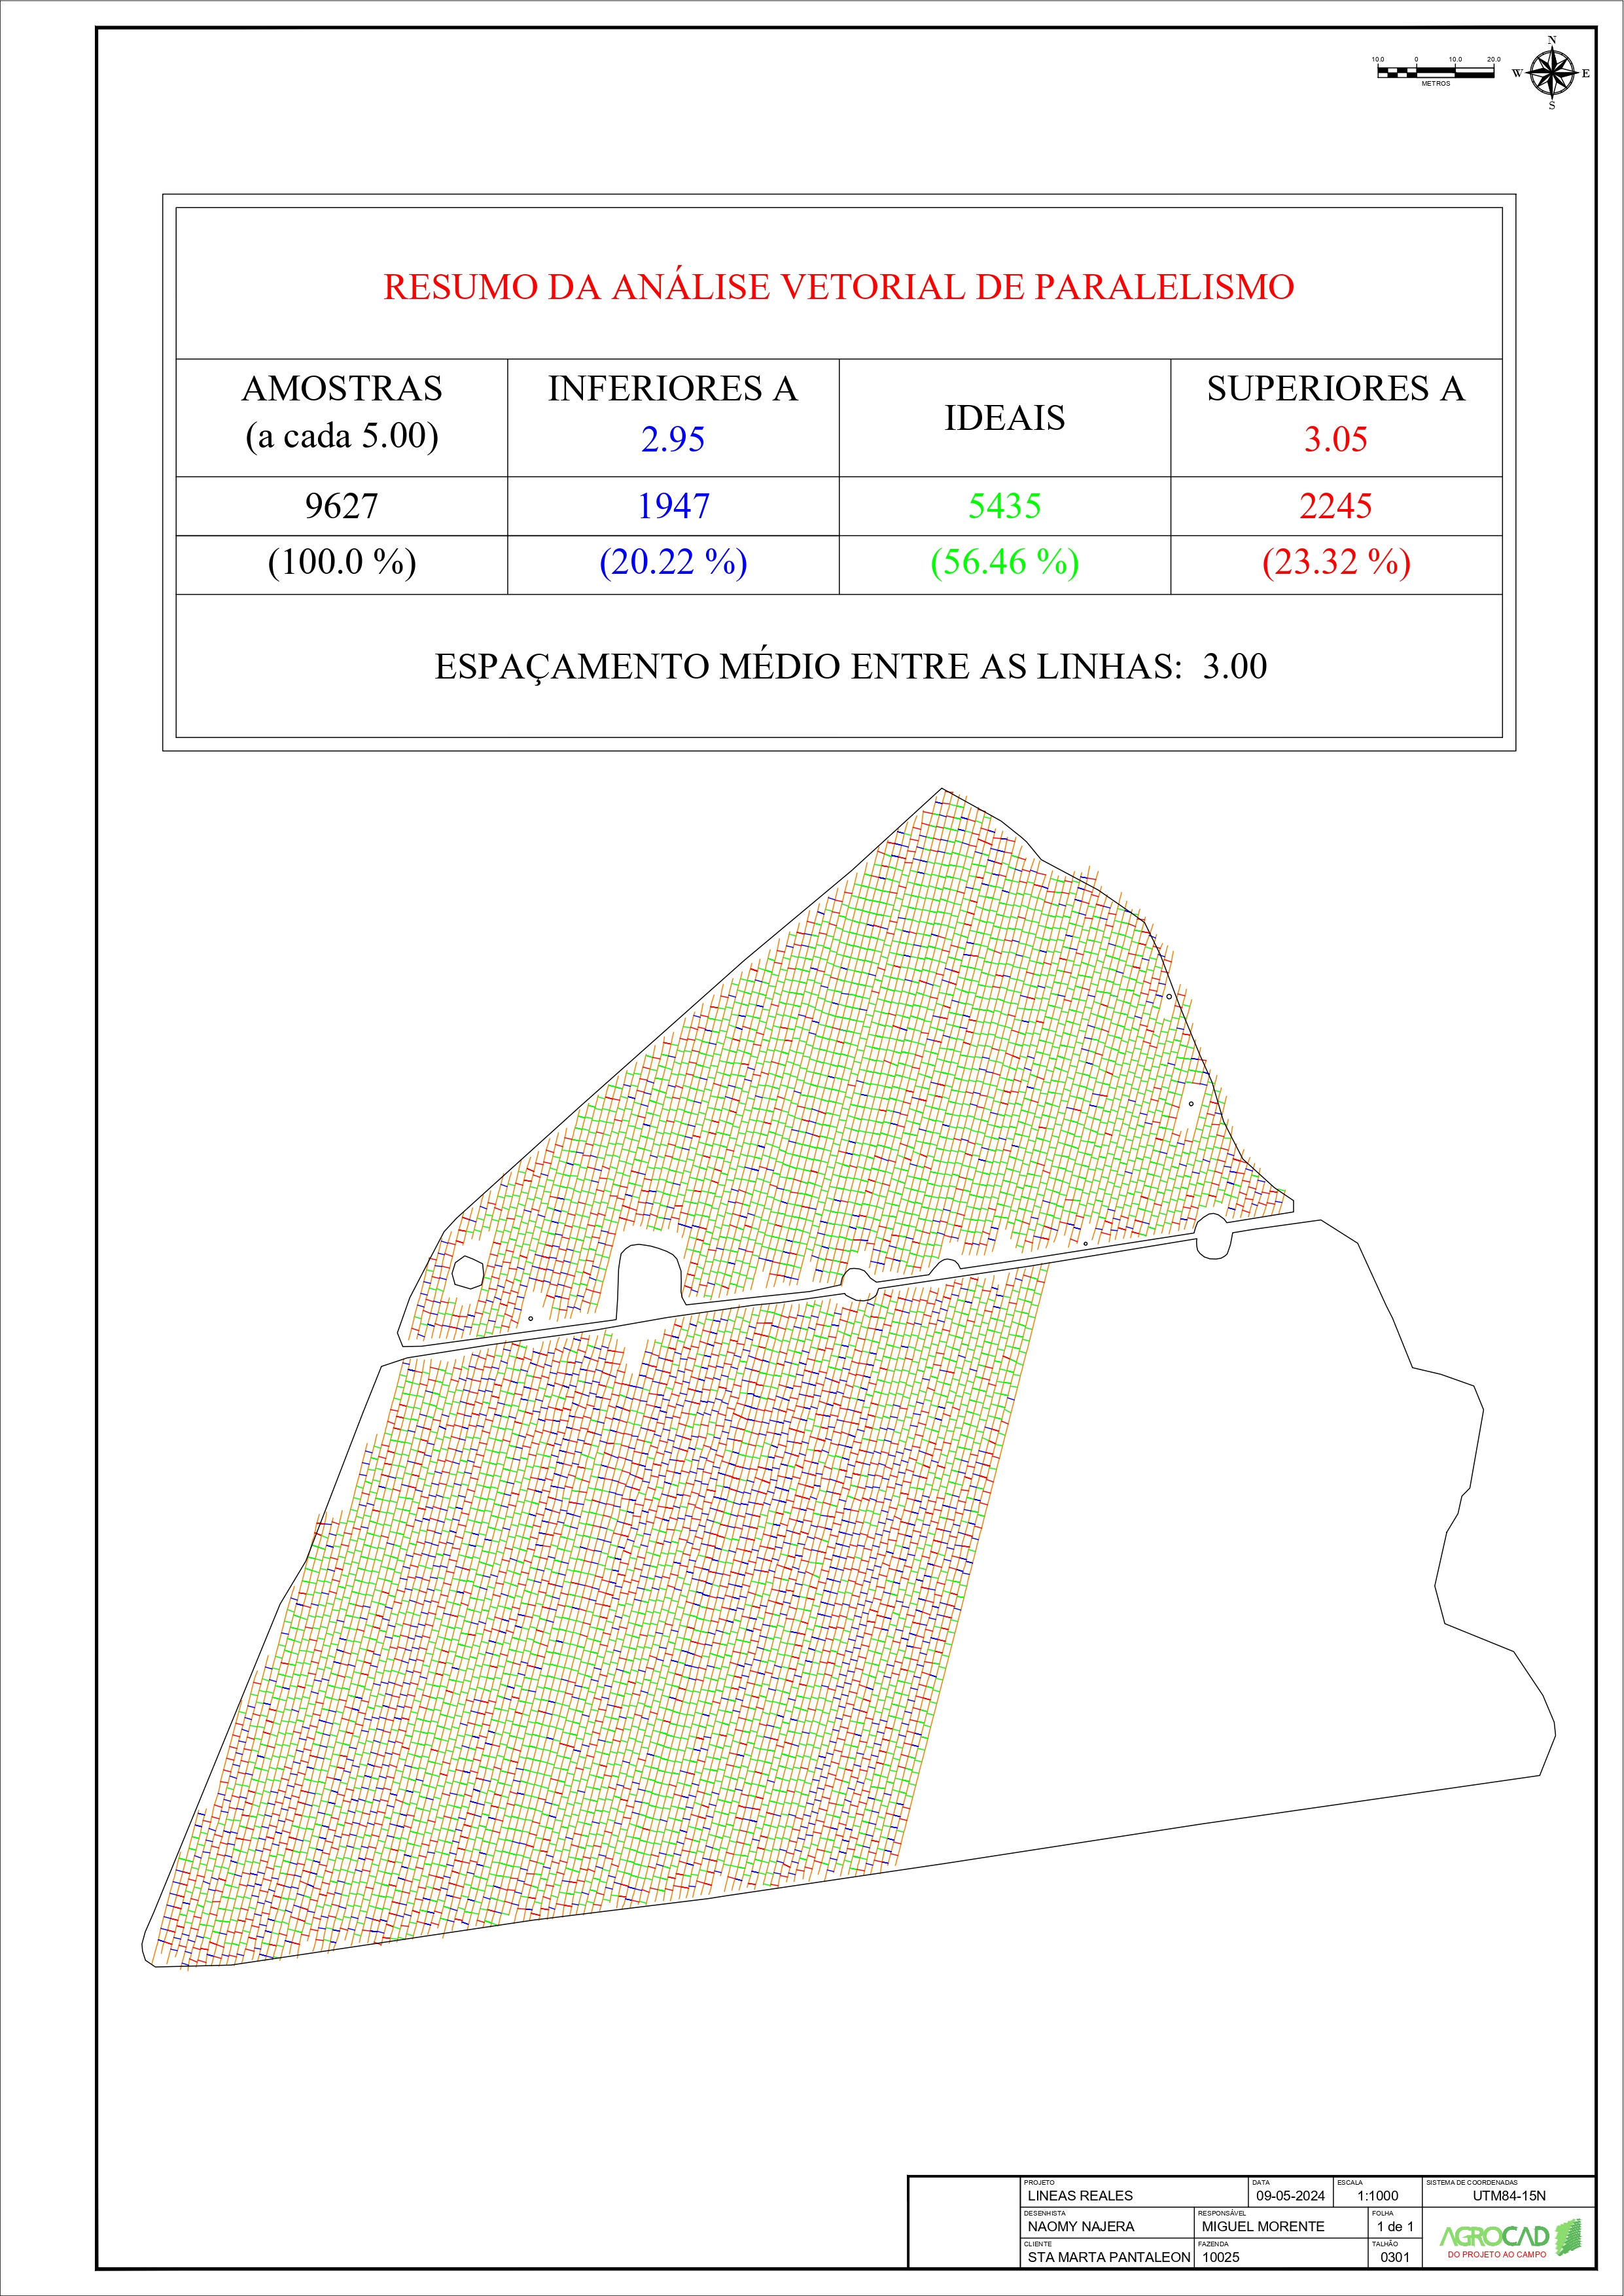 N
10.0 0 10.0 20.0
W E
METROS
S
RESUMO DA ANÁLISE VETORIAL DE PARALELISMO
AMOSTRAS
(a cada 5.00)
INFERIORES A
2.95
IDEAIS
SUPERIORES A
3.05
9627 1947 5435 2245
(100.0 %) (20.22 %) (56.46 %) (23.32 %)
ESPAÇAMENTO MÉDIO ENTRE AS LINHAS: 3.00
PROJETO DATA ESCALA SISTEMA DE COORDENADAS
LINEAS REALES 09-05-2024 1:1000 UTM84-15N
DESENHISTA RESPONSÁVEL FOLHA
NAOMY NAJERA MIGUEL MORENTE 1 de 1
CLIENTE FAZENDA TALHÃO
STA MARTA PANTALEON 10025 0301
AGROCAD
DO PROJETO AO CAMPO